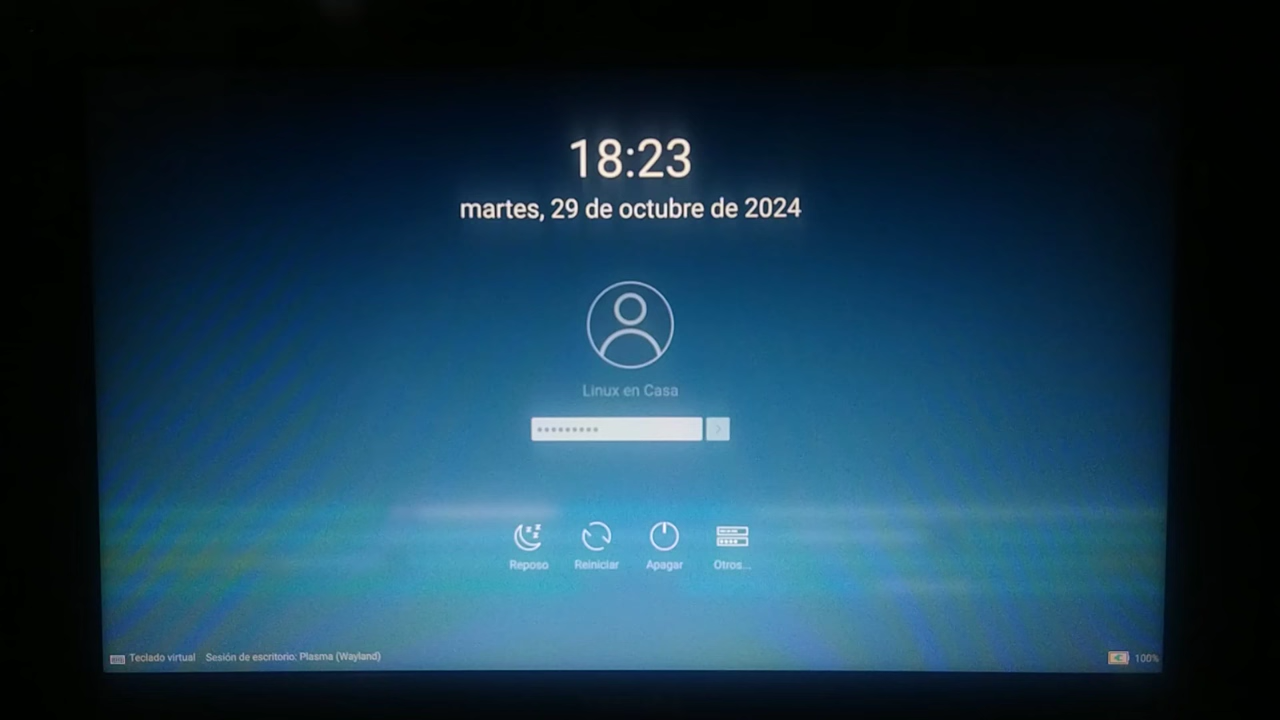 18:23
martes, 29 de octubre de 2024
Linux en Casa
Reposo Reiniciar Apagar Otros...
Teclado virtual Sesión de escritorio: Plasma (Wayland) 100%